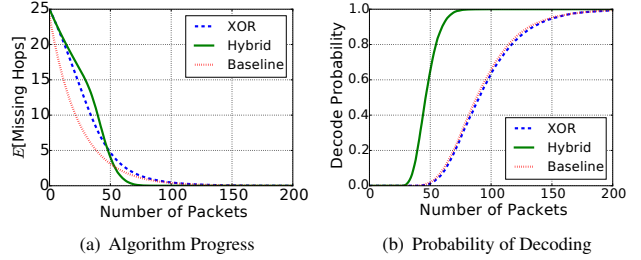 25
20
15
10
5
0
E[Missing Hops]
0 50 100 150 200
Number of Packets
XOR
Hybrid
Baseline
(a) Algorithm Progress
1.0
0.8
0.6
0.4
0.2
0.0
Decode Probability
0 50 100 150 200
Number of Packets
XOR
Hybrid
Baseline
(b) Probability of Decoding